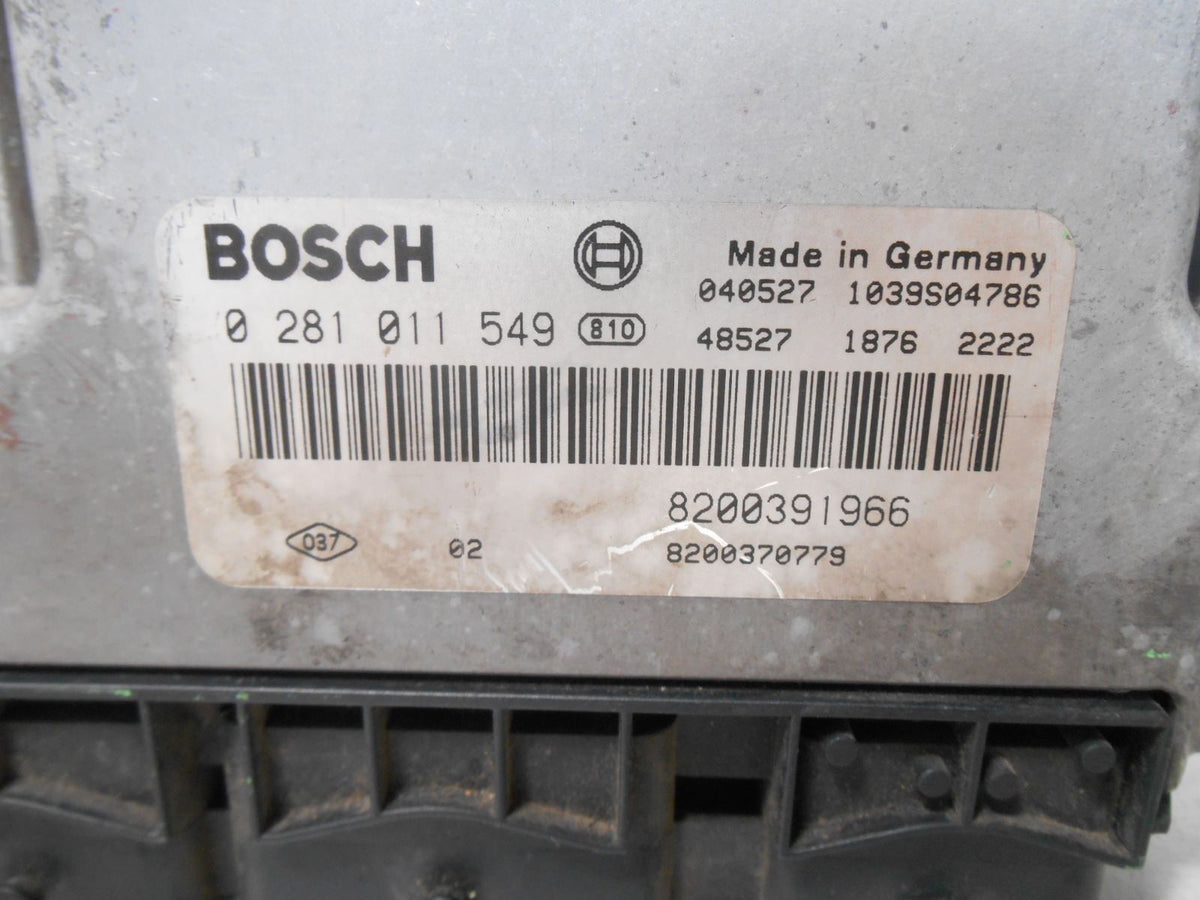 BOSCH
Made in Germany
040527 1039S04786
0 281 011 549 810
48527 1876 2222
8200391966
037 02 8200370779